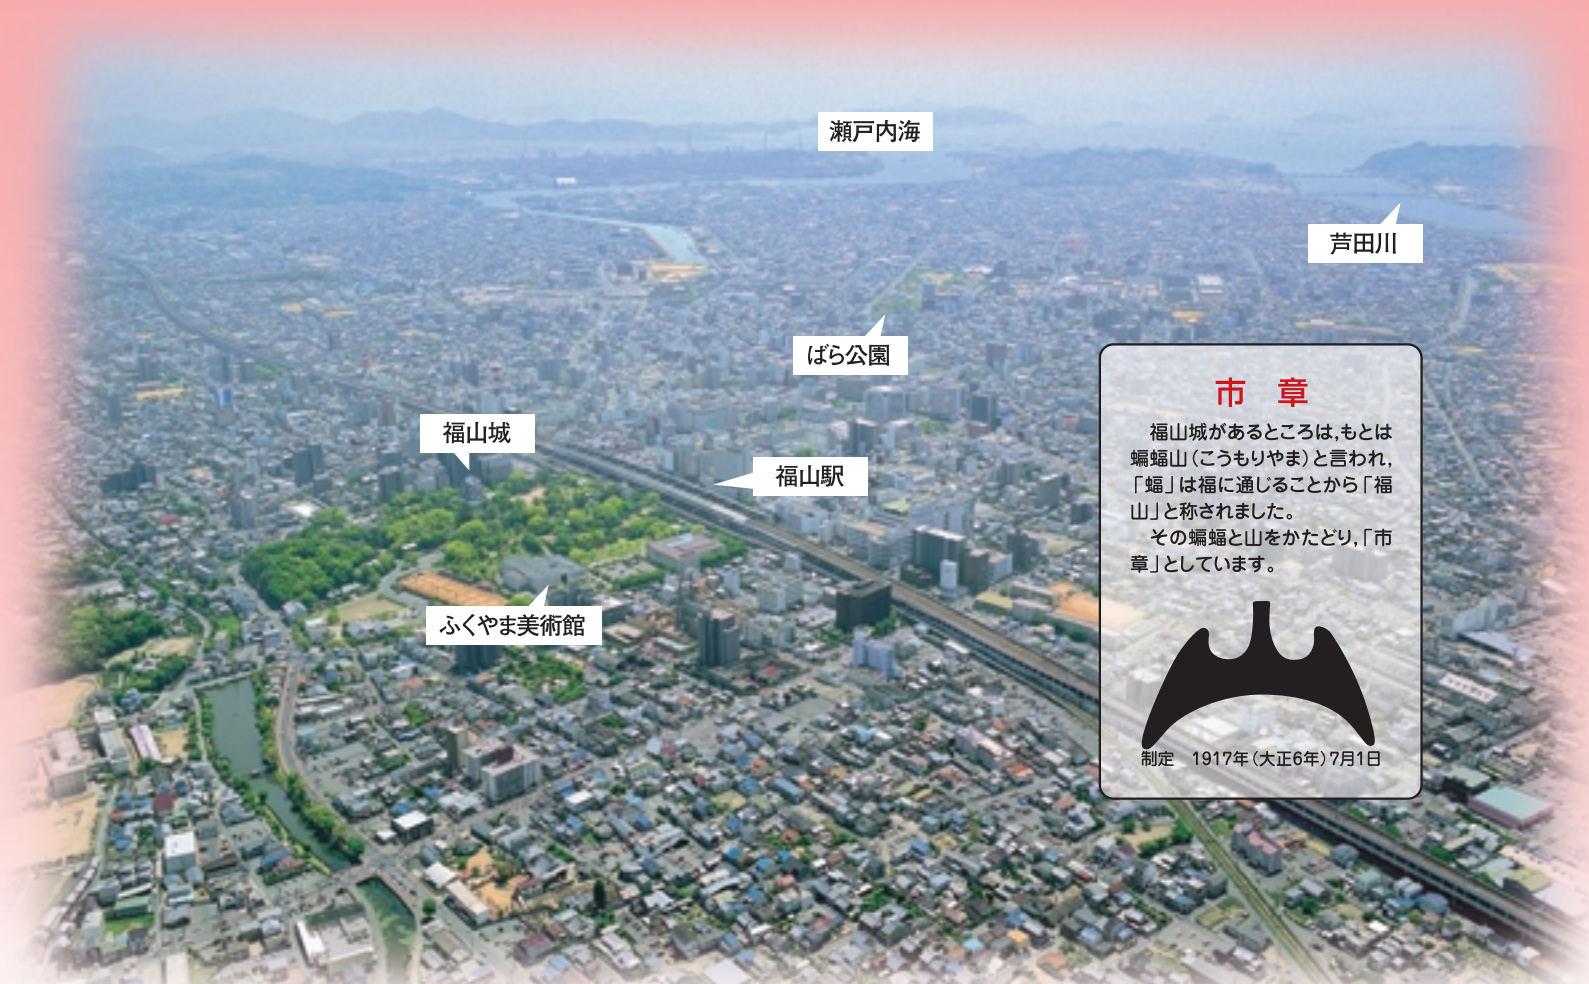 瀬戸内海
芦田川
ばら公園
福山城
福山駅
ふくやま美術館
市　章
　福山城があるところは,もとは
蝙蝠山（こうもりやま）と言われ,
「蝠」は福に通じることから「福
山」と称されました。
　その蝙蝠と山をかたどり,「市
章」としています。
制定　1917年（大正6年）7月1日